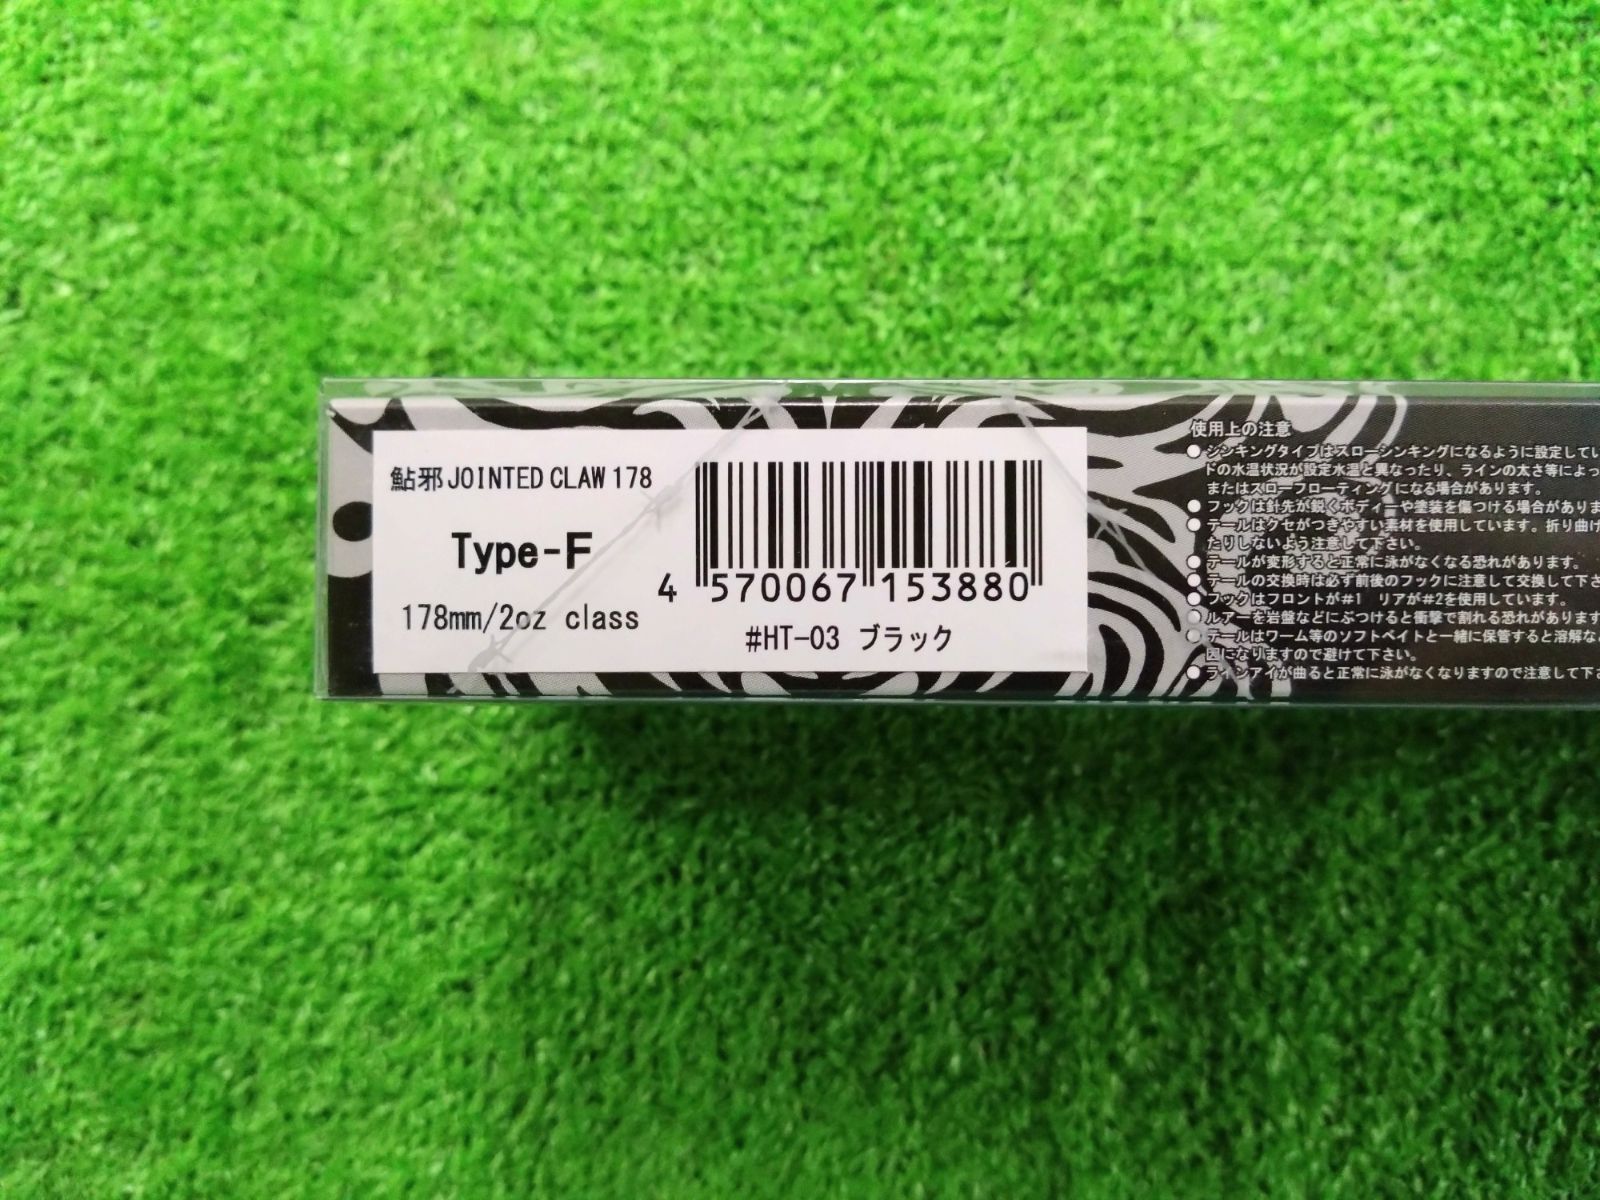 鮎邪 JOINTED CLAW 178
Type-F
178mm/2oz class
4 570067 153880
#HT-03 ブラック
使用上の注意
●シンキングタイプはスローシンキングになるように設定してい
ドの水温状況が設定水温と異なったり、ラインの太さ等によっ
またはスローフローティングになる場合があります。
●フックは針先が鋭くボディーや塗装を傷つける場合がありま
●テールはクセがつきやすい素材を使用しています。折り曲げ
たりしないよう注意して下さい。
●テールが変形すると正常に泳がなくなる恐れがあります。
●テールの交換時は必ず前後のフックに注意して交換して下さ
●フックはフロントが#1 リアが#2を使用しています。
●ルアーを岩盤などにぶつけると衝撃で割れる恐れがあります
●テールはワーム等のソフトベイトと一緒に保管すると溶解な
因になりますので避けて下さい。
●ラインアイが曲ると正常に泳がなくなりますので注意して下さ